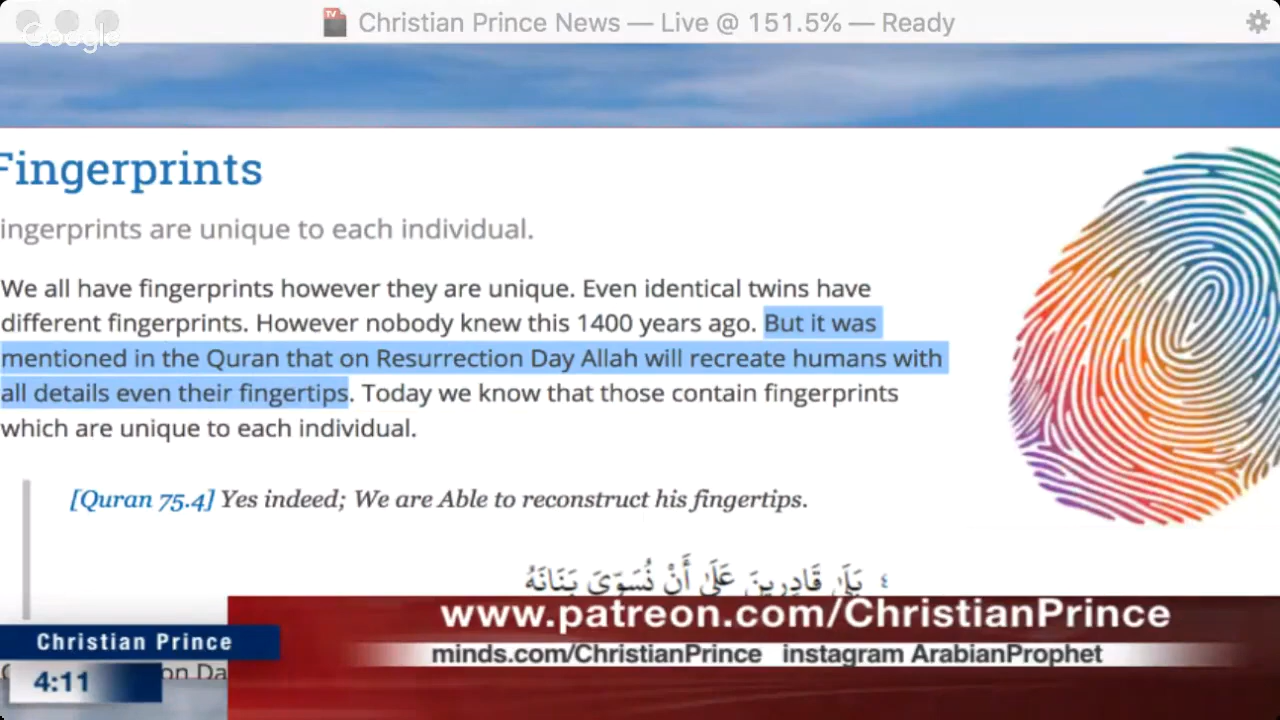 Google
TV
Christian Prince News — Live @ 151.5% — Ready
Fingerprints
ingerprints are unique to each individual.
We all have fingerprints however they are unique. Even identical twins have
different fingerprints. However nobody knew this 1400 years ago. But it was
mentioned in the Quran that on Resurrection Day Allah will recreate humans with
all details even their fingertips. Today we know that those contain fingerprints
which are unique to each individual.
[Quran 75.4] Yes indeed; We are Able to reconstruct his fingertips.
٤ بَلَىٰ قَادِرِينَ عَلَىٰ أَنْ نُسَوِّيَ بَنَانَهُ
www.patreon.com/ChristianPrince
Christian Prince
minds.com/ChristianPrince instagram ArabianProphet
on Da
4:11